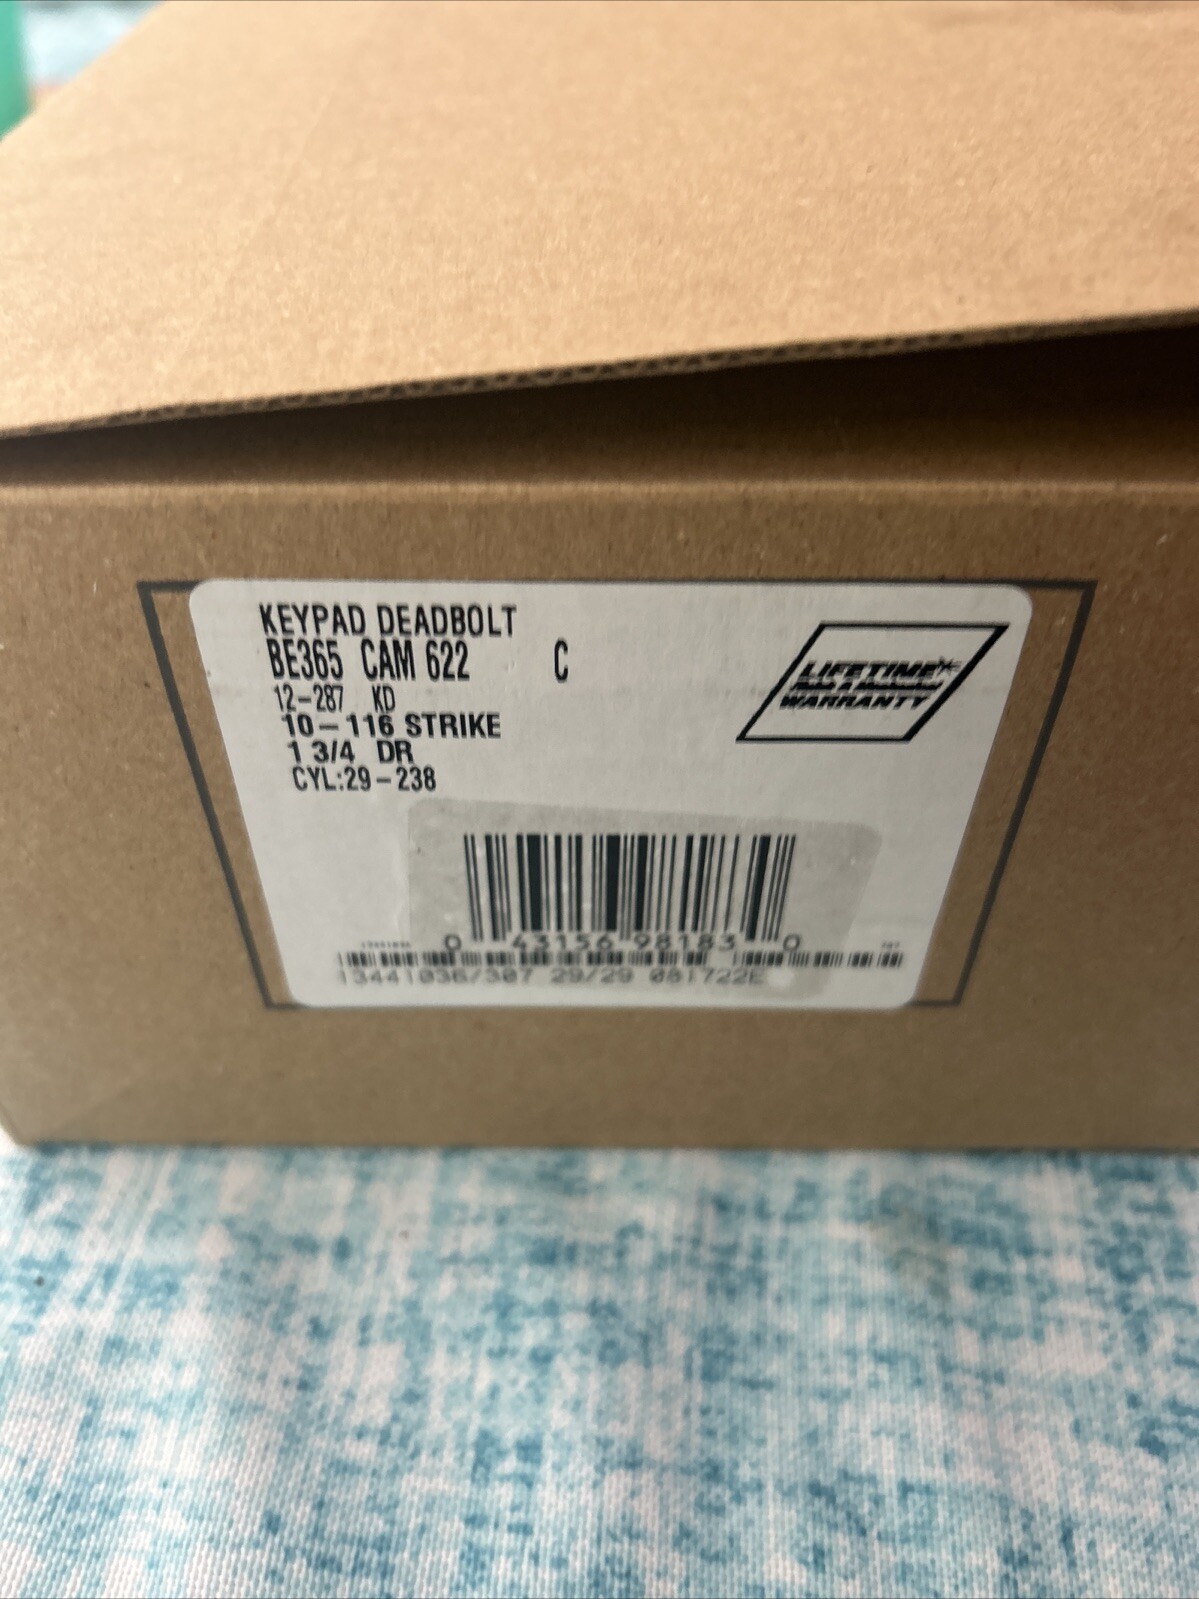 KEYPAD DEADBOLT
BE365 CAM 622 C
12-287 KD
10-116 STRIKE
1 3/4 DR
CYL:29-238
LIFETIME
WARRANTY
0 43156 98183 0
13441036/307 29/29 081722E